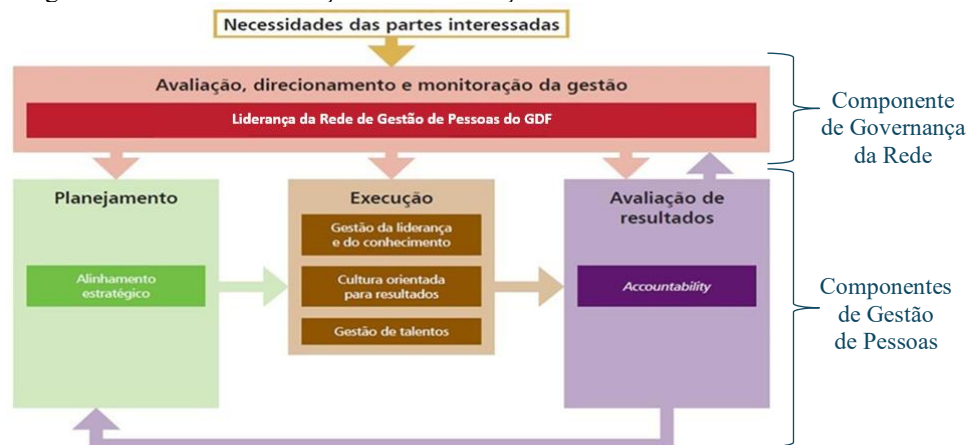 Necessidades das partes interessadas
Avaliação, direcionamento e monitoração da gestão
Liderança da Rede de Gestão de Pessoas do GDF
Componente
de Governança
da Rede
Planejamento
Alinhamento
estratégico
Execução
Gestão da liderança
e do conhecimento
Cultura orientada
para resultados
Gestão de talentos
Avaliação de
resultados
Accountability
Componentes
de Gestão
de Pessoas